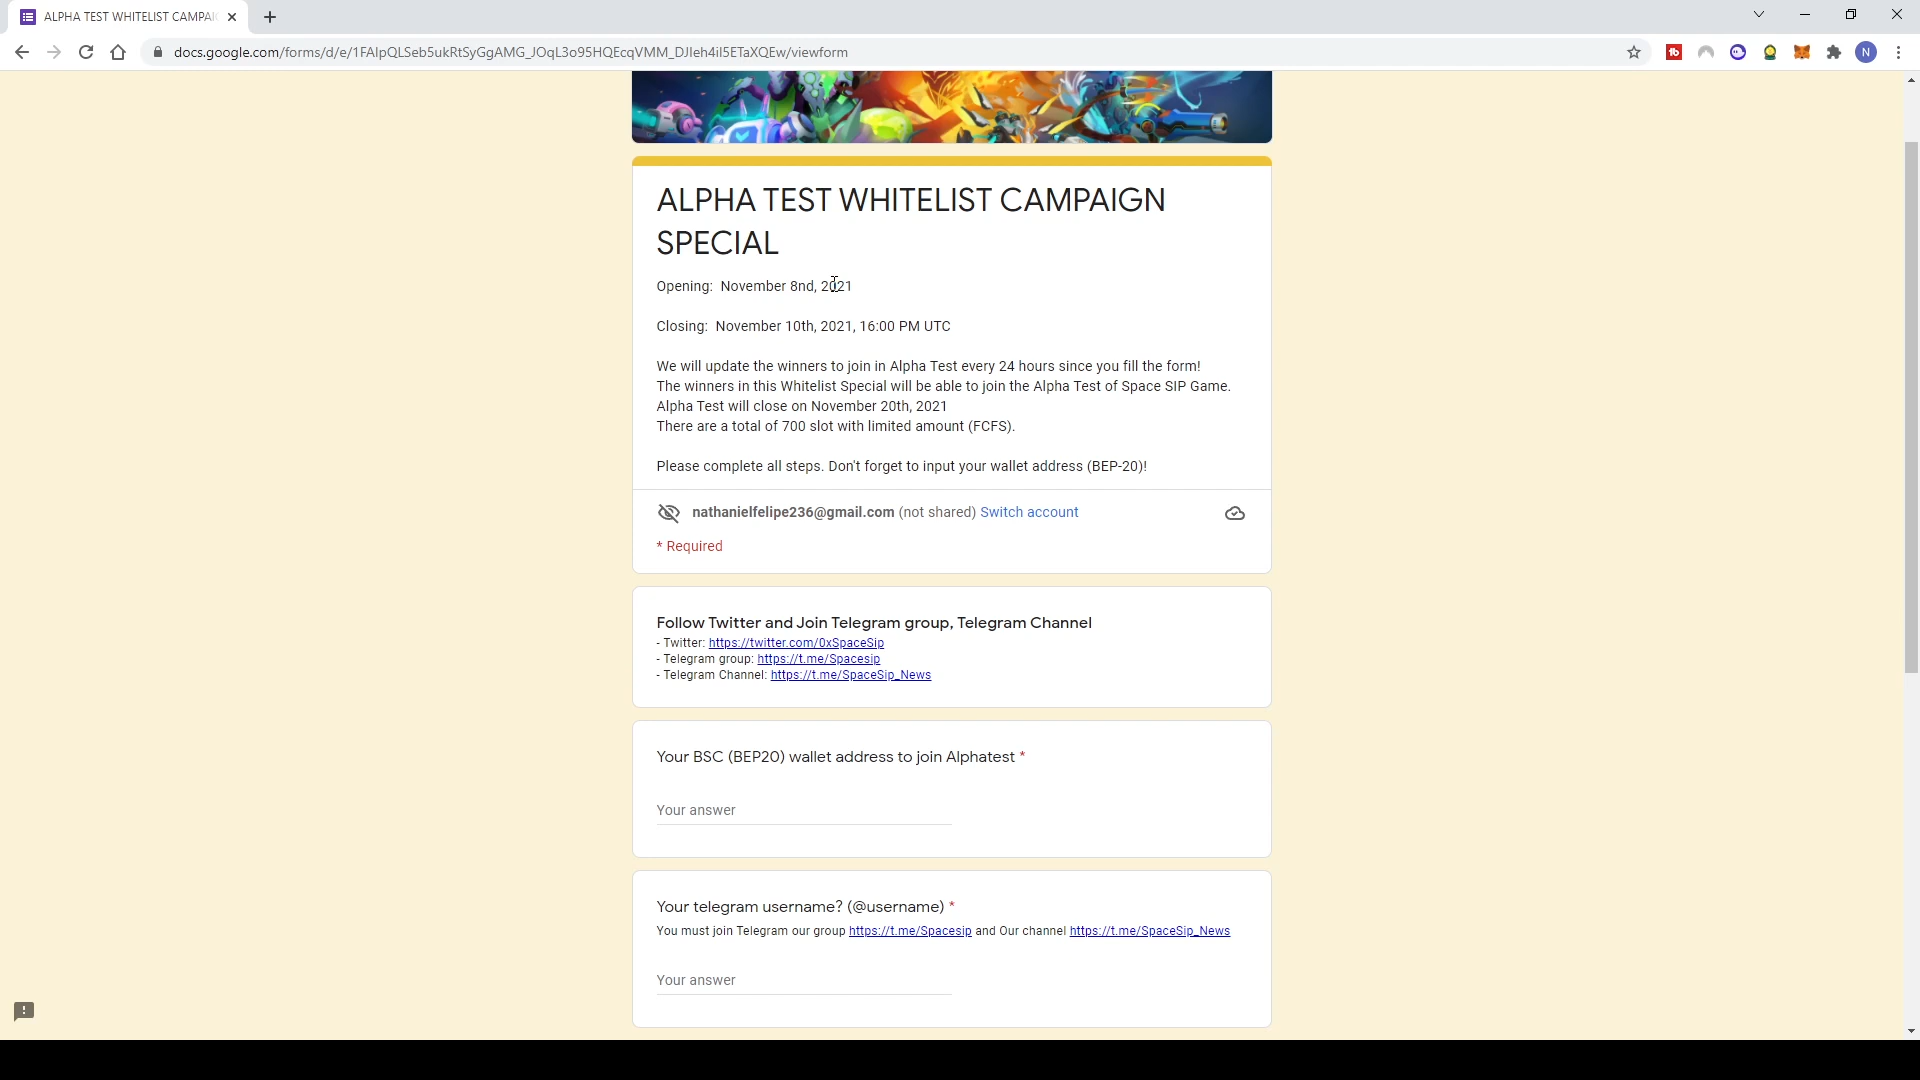 ALPHA TEST WHITELIST CAMPAI
docs.google.com/forms/d/e/1FAIpQLSeb5ukRtSyGgAMG_JOqL3o95HQEcqVMM_DJIeh4iI5ETaXQEw/viewform
N
ALPHA TEST WHITELIST CAMPAIGN
SPECIAL
Opening:  November 8nd, 2021
Closing:  November 10th, 2021, 16:00 PM UTC
We will update the winners to join in Alpha Test every 24 hours since you fill the form!
The winners in this Whitelist Special will be able to join the Alpha Test of Space SIP Game.
Alpha Test will close on November 20th, 2021
There are a total of 700 slot with limited amount (FCFS).
Please complete all steps. Don't forget to input your wallet address (BEP-20)!
nathanielfelipe236@gmail.com (not shared) Switch account
* Required
Follow Twitter and Join Telegram group, Telegram Channel
- Twitter: https://twitter.com/0xSpaceSip
- Telegram group: https://t.me/Spacesip
- Telegram Channel: https://t.me/SpaceSip_News
Your BSC (BEP20) wallet address to join Alphatest *
Your answer
Your telegram username? (@username) *
You must join Telegram our group https://t.me/Spacesip and Our channel https://t.me/SpaceSip_News
Your answer